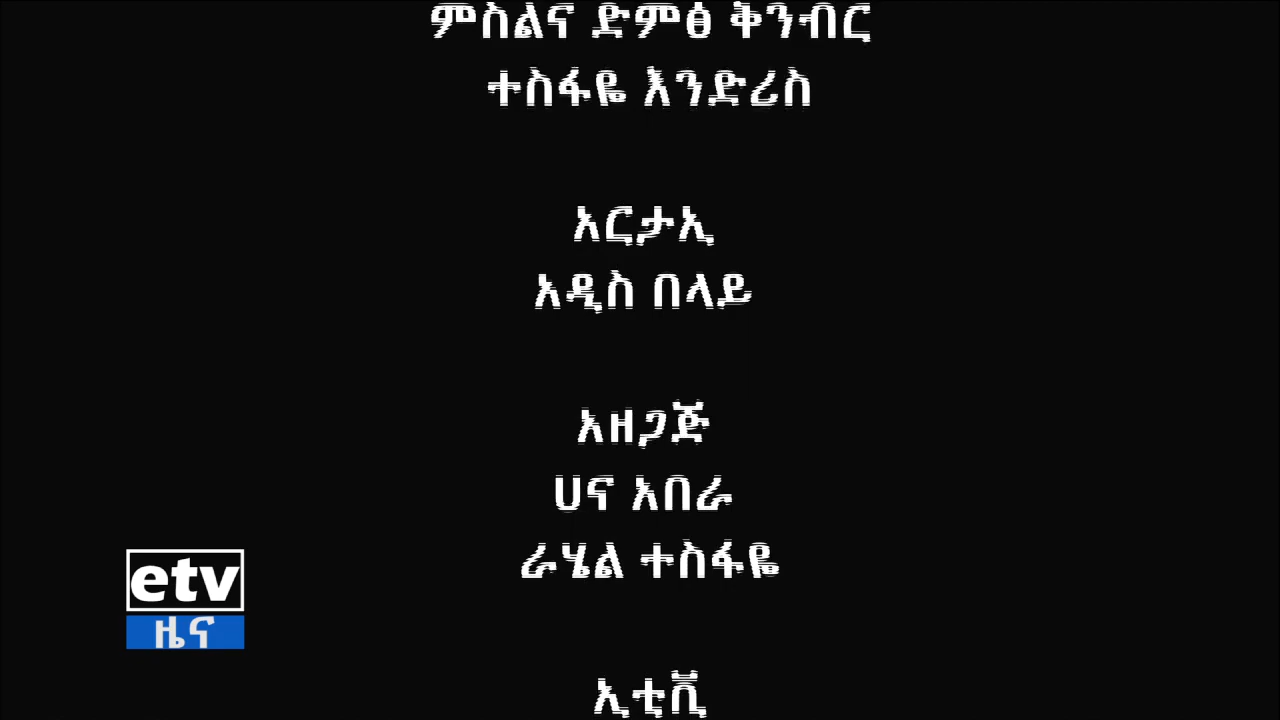 ምስልና ድምፅ ቅንብር
ተስፋዬ እንድሪስ
አርታኢ
አዲስ በላይ
አዘጋጅ
ሀና አበራ
ራሄል ተስፋዬ
etv
ዜና
ኢቲቪ